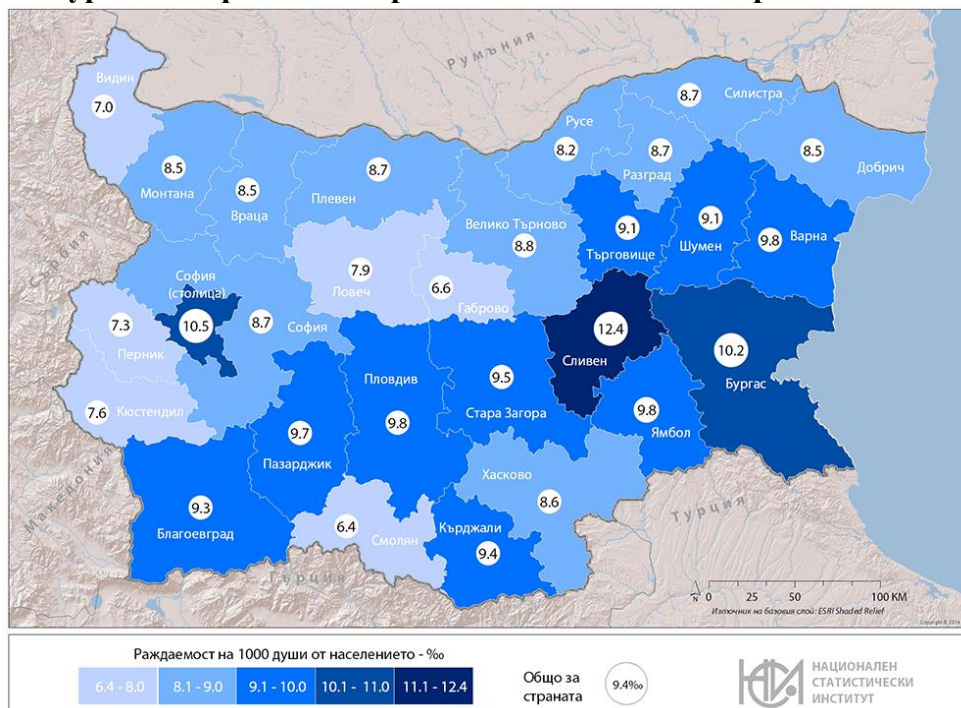 Румъния
Видин
7.0
8.7
Силистра
Русе
8.2
8.7
Разград
8.5
Добрич
8.5
Монтана
8.5
Враца
8.7
Плевен
Велико Търново
8.8
9.1
Търговище
9.1
Шумен
9.8
Варна
Сърбия
София
(столица)
10.5
8.7
София
7.9
Ловеч
6.6
Габрово
12.4
Сливен
10.2
Бургас
7.3
Перник
7.6
Кюстендил
Пловдив
9.8
9.5
Стара Загора
9.8
Ямбол
9.7
Пазарджик
Хасково
8.6
Македония
9.3
Благоевград
6.4
Смолян
Кърджали
9.4
Турция
Гърция
N
0 25 50 100 KM
Източник на базовия слой: ESRI Shaded Relief
Copyright © 2014
Раждаемост на 1000 души от населението - ‰
6.4 - 8.0 8.1 - 9.0 9.1 - 10.0 10.1 - 11.0 11.1 - 12.4
Общо за
страната
9.4‰
НСИ
НАЦИОНАЛЕН
СТАТИСТИЧЕСКИ
ИНСТИТУТ